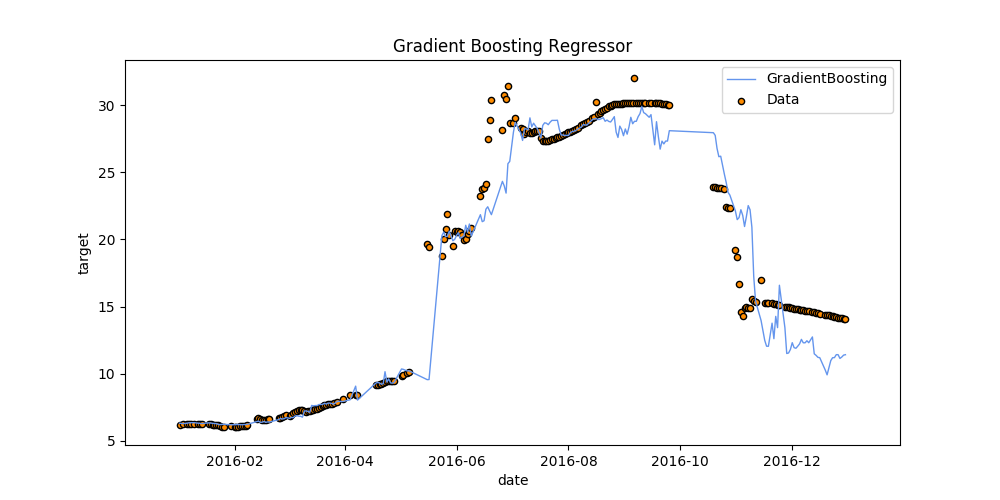 Gradient Boosting Regressor
GradientBoosting
Data
target
30
25
20
15
10
5
2016-02 2016-04 2016-06 2016-08 2016-10 2016-12
date